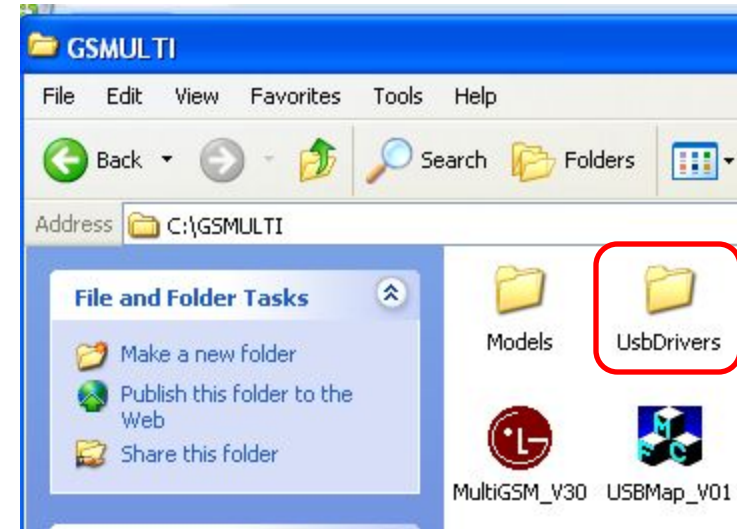 GSMULTI
File Edit View Favorites Tools Help
Back Search Folders
Address C:\GSMULTI
File and Folder Tasks
Make a new folder
Publish this folder to the
Web
Share this folder
Models UsbDrivers
MultiGSM_V30 USBMap_V01
MFC